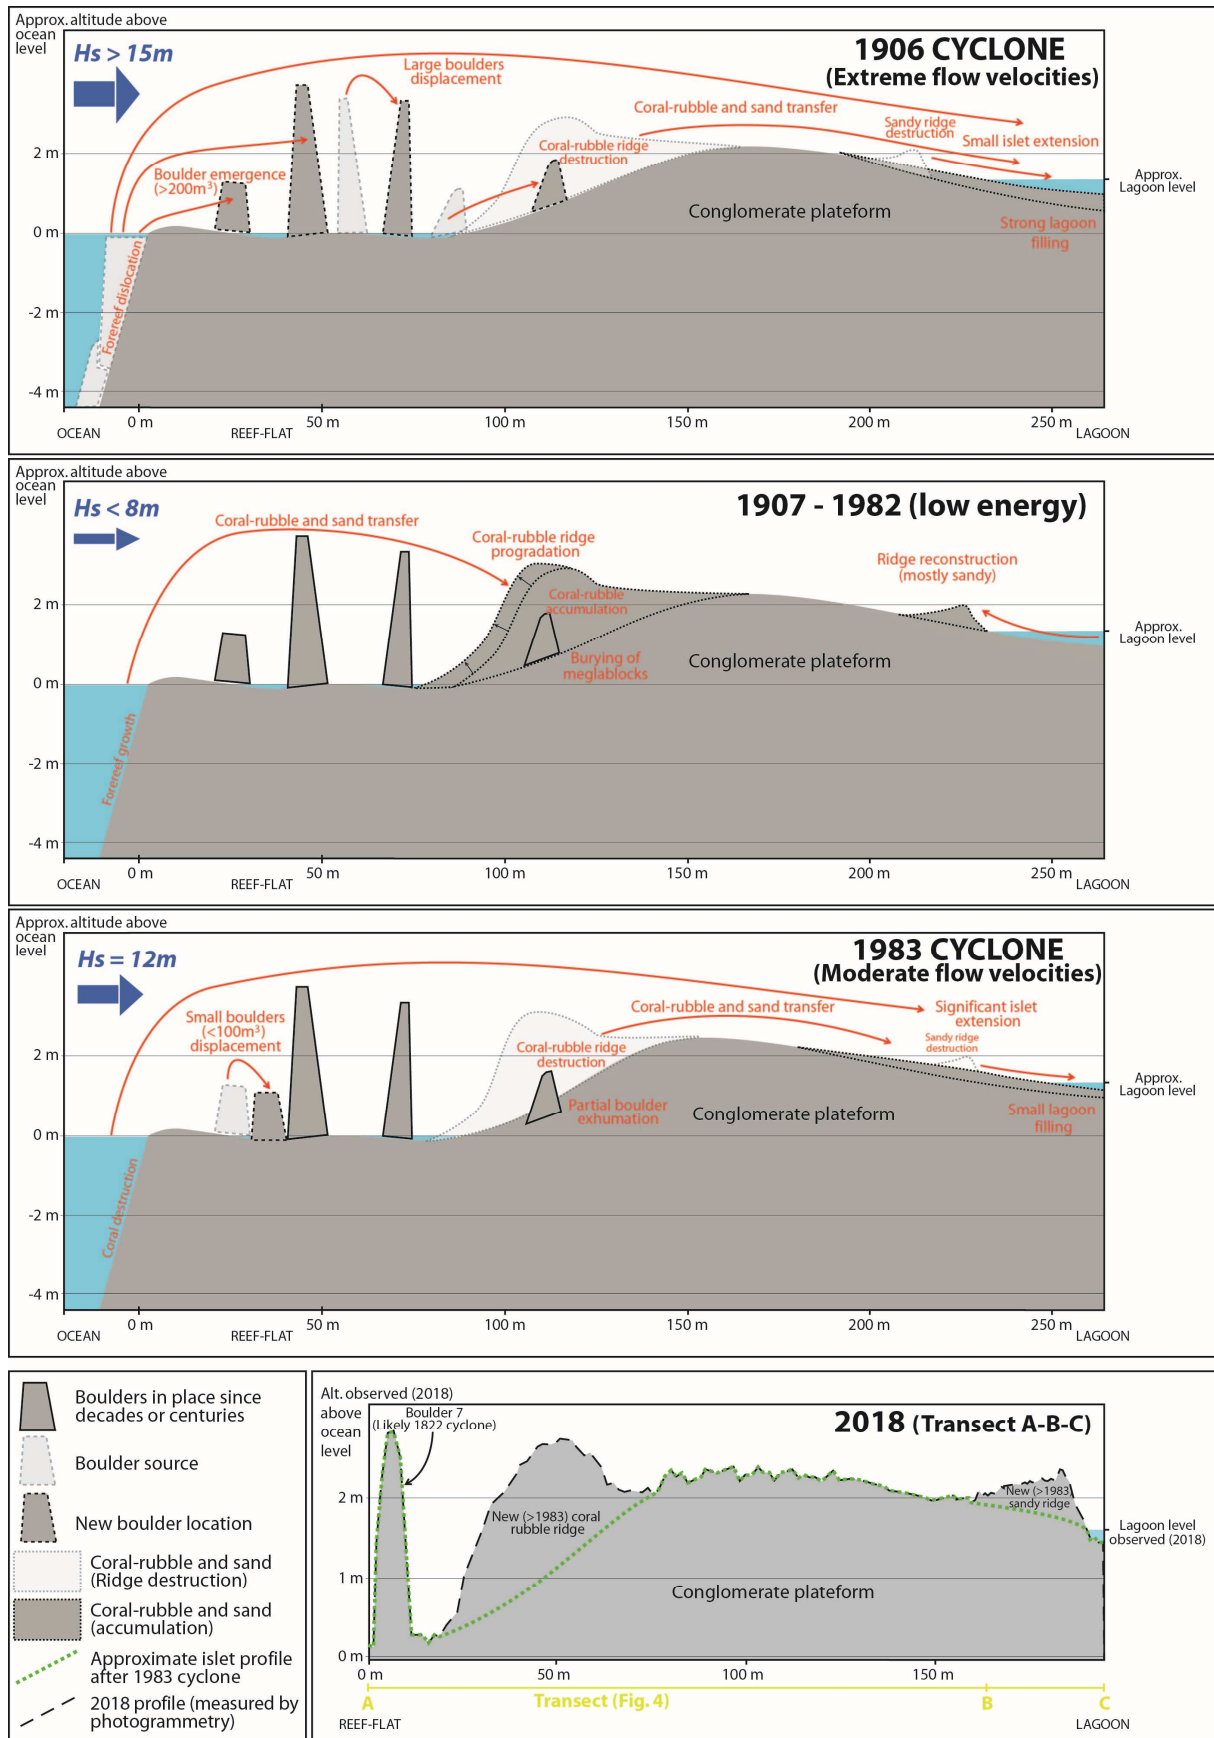 Approx. altitude above
ocean
level
Hs > 15m
1906 CYCLONE
(Extreme flow velocities)
Large boulders
displacement
Coral-rubble and sand transfer
Sandy ridge
destruction
Small islet extension
Coral-rubble ridge
destruction
Boulder emergence
(>200m³)
2 m
Approx.
Lagoon level
Conglomerate plateform
Strong lagoon
filling
0 m
Forereef dislocation
-2 m
-4 m
0 m
50 m
100 m
150 m
200 m
250 m
OCEAN
REEF-FLAT
LAGOON
Approx. altitude above
ocean
level
Hs < 8m
1907 - 1982 (low energy)
Coral-rubble and sand transfer
Coral-rubble ridge
progradation
Ridge reconstruction
(mostly sandy)
Coral-rubble
accumulation
2 m
Approx.
Lagoon level
Burying of
meglablocks
Conglomerate plateform
0 m
Forereef growth
-2 m
-4 m
0 m
50 m
100 m
150 m
200 m
250 m
OCEAN
REEF-FLAT
LAGOON
Approx. altitude above
ocean
level
Hs = 12m
1983 CYCLONE
(Moderate flow velocities)
Small boulders
(<100m³)
displacement
Coral-rubble and sand transfer
Significant islet
extension
Sandy ridge
destruction
Coral-rubble ridge
destruction
2 m
Approx.
Lagoon level
Partial boulder
exhumation
Conglomerate plateform
Small lagoon
filling
0 m
Coral destruction
-2 m
-4 m
0 m
50 m
100 m
150 m
200 m
250 m
OCEAN
REEF-FLAT
LAGOON
Boulders in place since
decades or centuries
Boulder source
New boulder location
Coral-rubble and sand
(Ridge destruction)
Coral-rubble and sand
(accumulation)
Approximate islet profile
after 1983 cyclone
2018 profile (measured by
photogrammetry)
Alt. observed (2018)
above
ocean
level
Boulder 7
(Likely 1822 cyclone)
2018 (Transect A-B-C)
2 m
New (>1983) coral
rubble ridge
New (>1983)
sandy ridge
Lagoon level
observed (2018)
1 m
Conglomerate plateform
0 m
0 m
50 m
100 m
150 m
A
Transect (Fig. 4)
B
C
REEF-FLAT
LAGOON